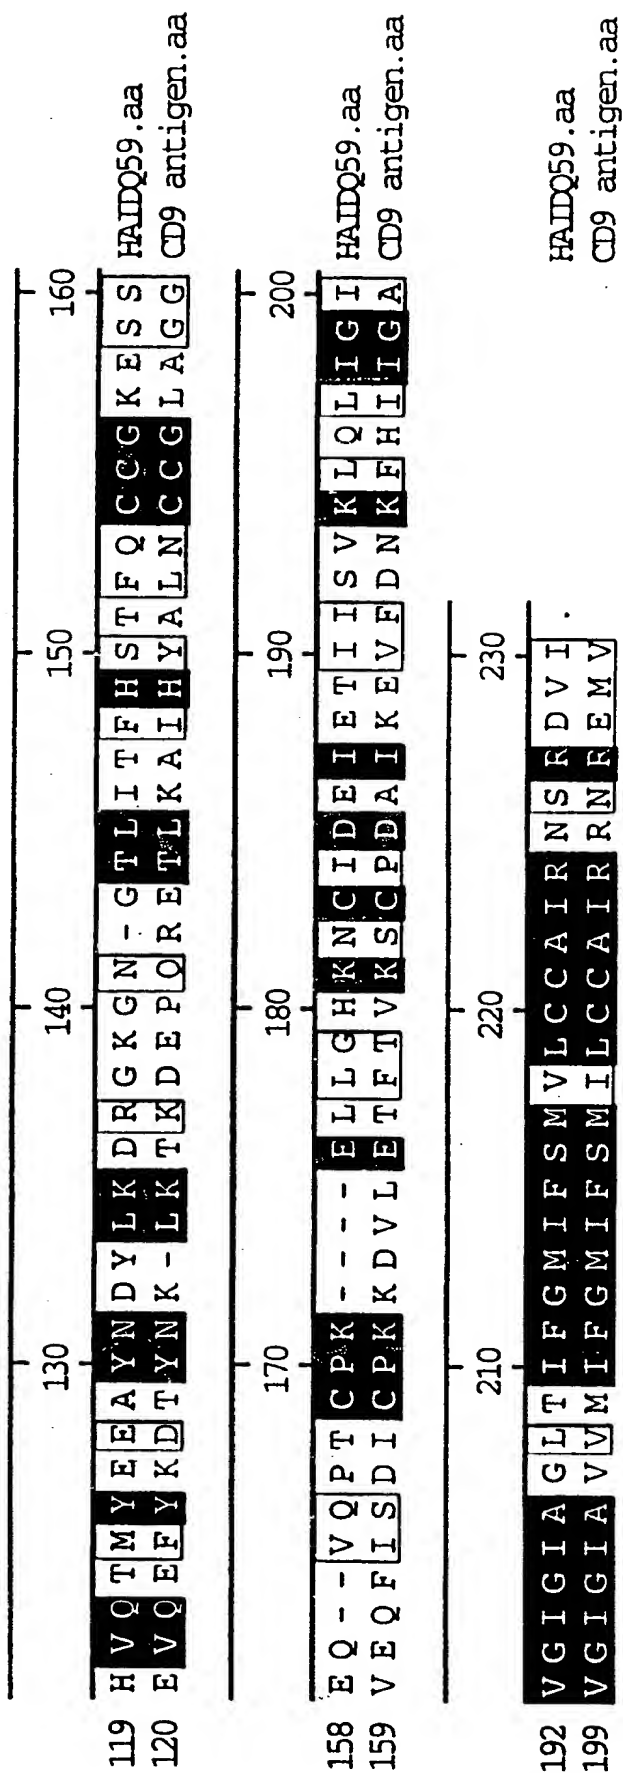 130 140 150 160
119 H V Q T M Y E E A Y N D Y L K D R G K G N - G T L I T F H S T F Q C C G K E S S HAIDQ59.aa
120 E V Q E F Y K D T Y N K - L K T K D E P Q R E T L K A I H Y A L N C C G L A G G CD9 antigen.aa
170 180 190 200
158 E Q - - V Q P T C P K - - - - E L L G H K N C I D E I E T I I S V K L Q L I G I HAIDQ59.aa
159 V E Q F I S D I C P K K D V L E T F T V K S C P D A I K E V F D N K F H I I G A CD9 antigen.aa
210 220 230
192 V G I G I A G L T I F G M I F S M V L C C A I R N S R D V I HAIDQ59.aa
199 V G I G I A V V M I F G M I F S M I L C C A I R R N R E M V CD9 antigen.aa